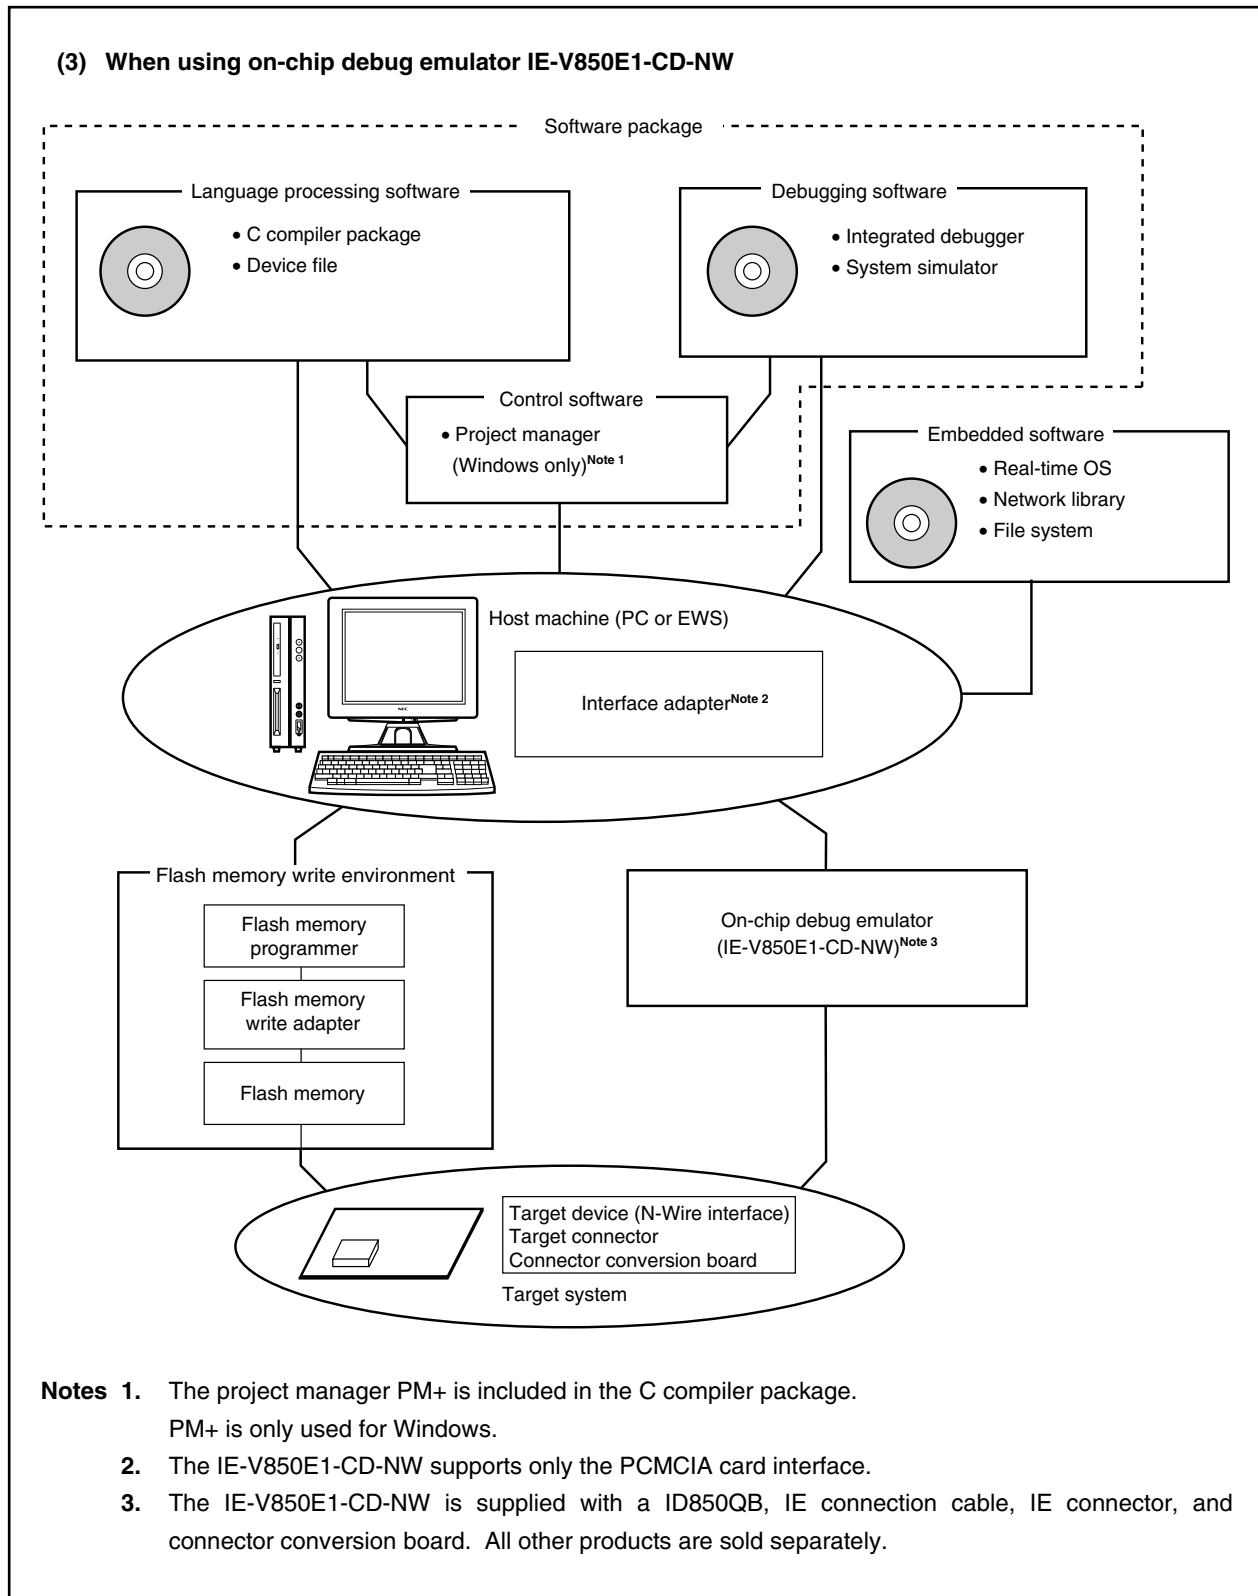 (3) When using on-chip debug emulator IE-V850E1-CD-NW
Software package
Language processing software
• C compiler package
• Device file
Debugging software
• Integrated debugger
• System simulator
Control software
• Project manager
(Windows only)Note 1
Embedded software
• Real-time OS
• Network library
• File system
Host machine (PC or EWS)
NEC
Interface adapterNote 2
Flash memory write environment
Flash memory
programmer
Flash memory
write adapter
Flash memory
On-chip debug emulator
(IE-V850E1-CD-NW)Note 3
Target device (N-Wire interface)
Target connector
Connector conversion board
Target system
Notes 1. The project manager PM+ is included in the C compiler package.
PM+ is only used for Windows.
2. The IE-V850E1-CD-NW supports only the PCMCIA card interface.
3. The IE-V850E1-CD-NW is supplied with a ID850QB, IE connection cable, IE connector, and
connector conversion board. All other products are sold separately.